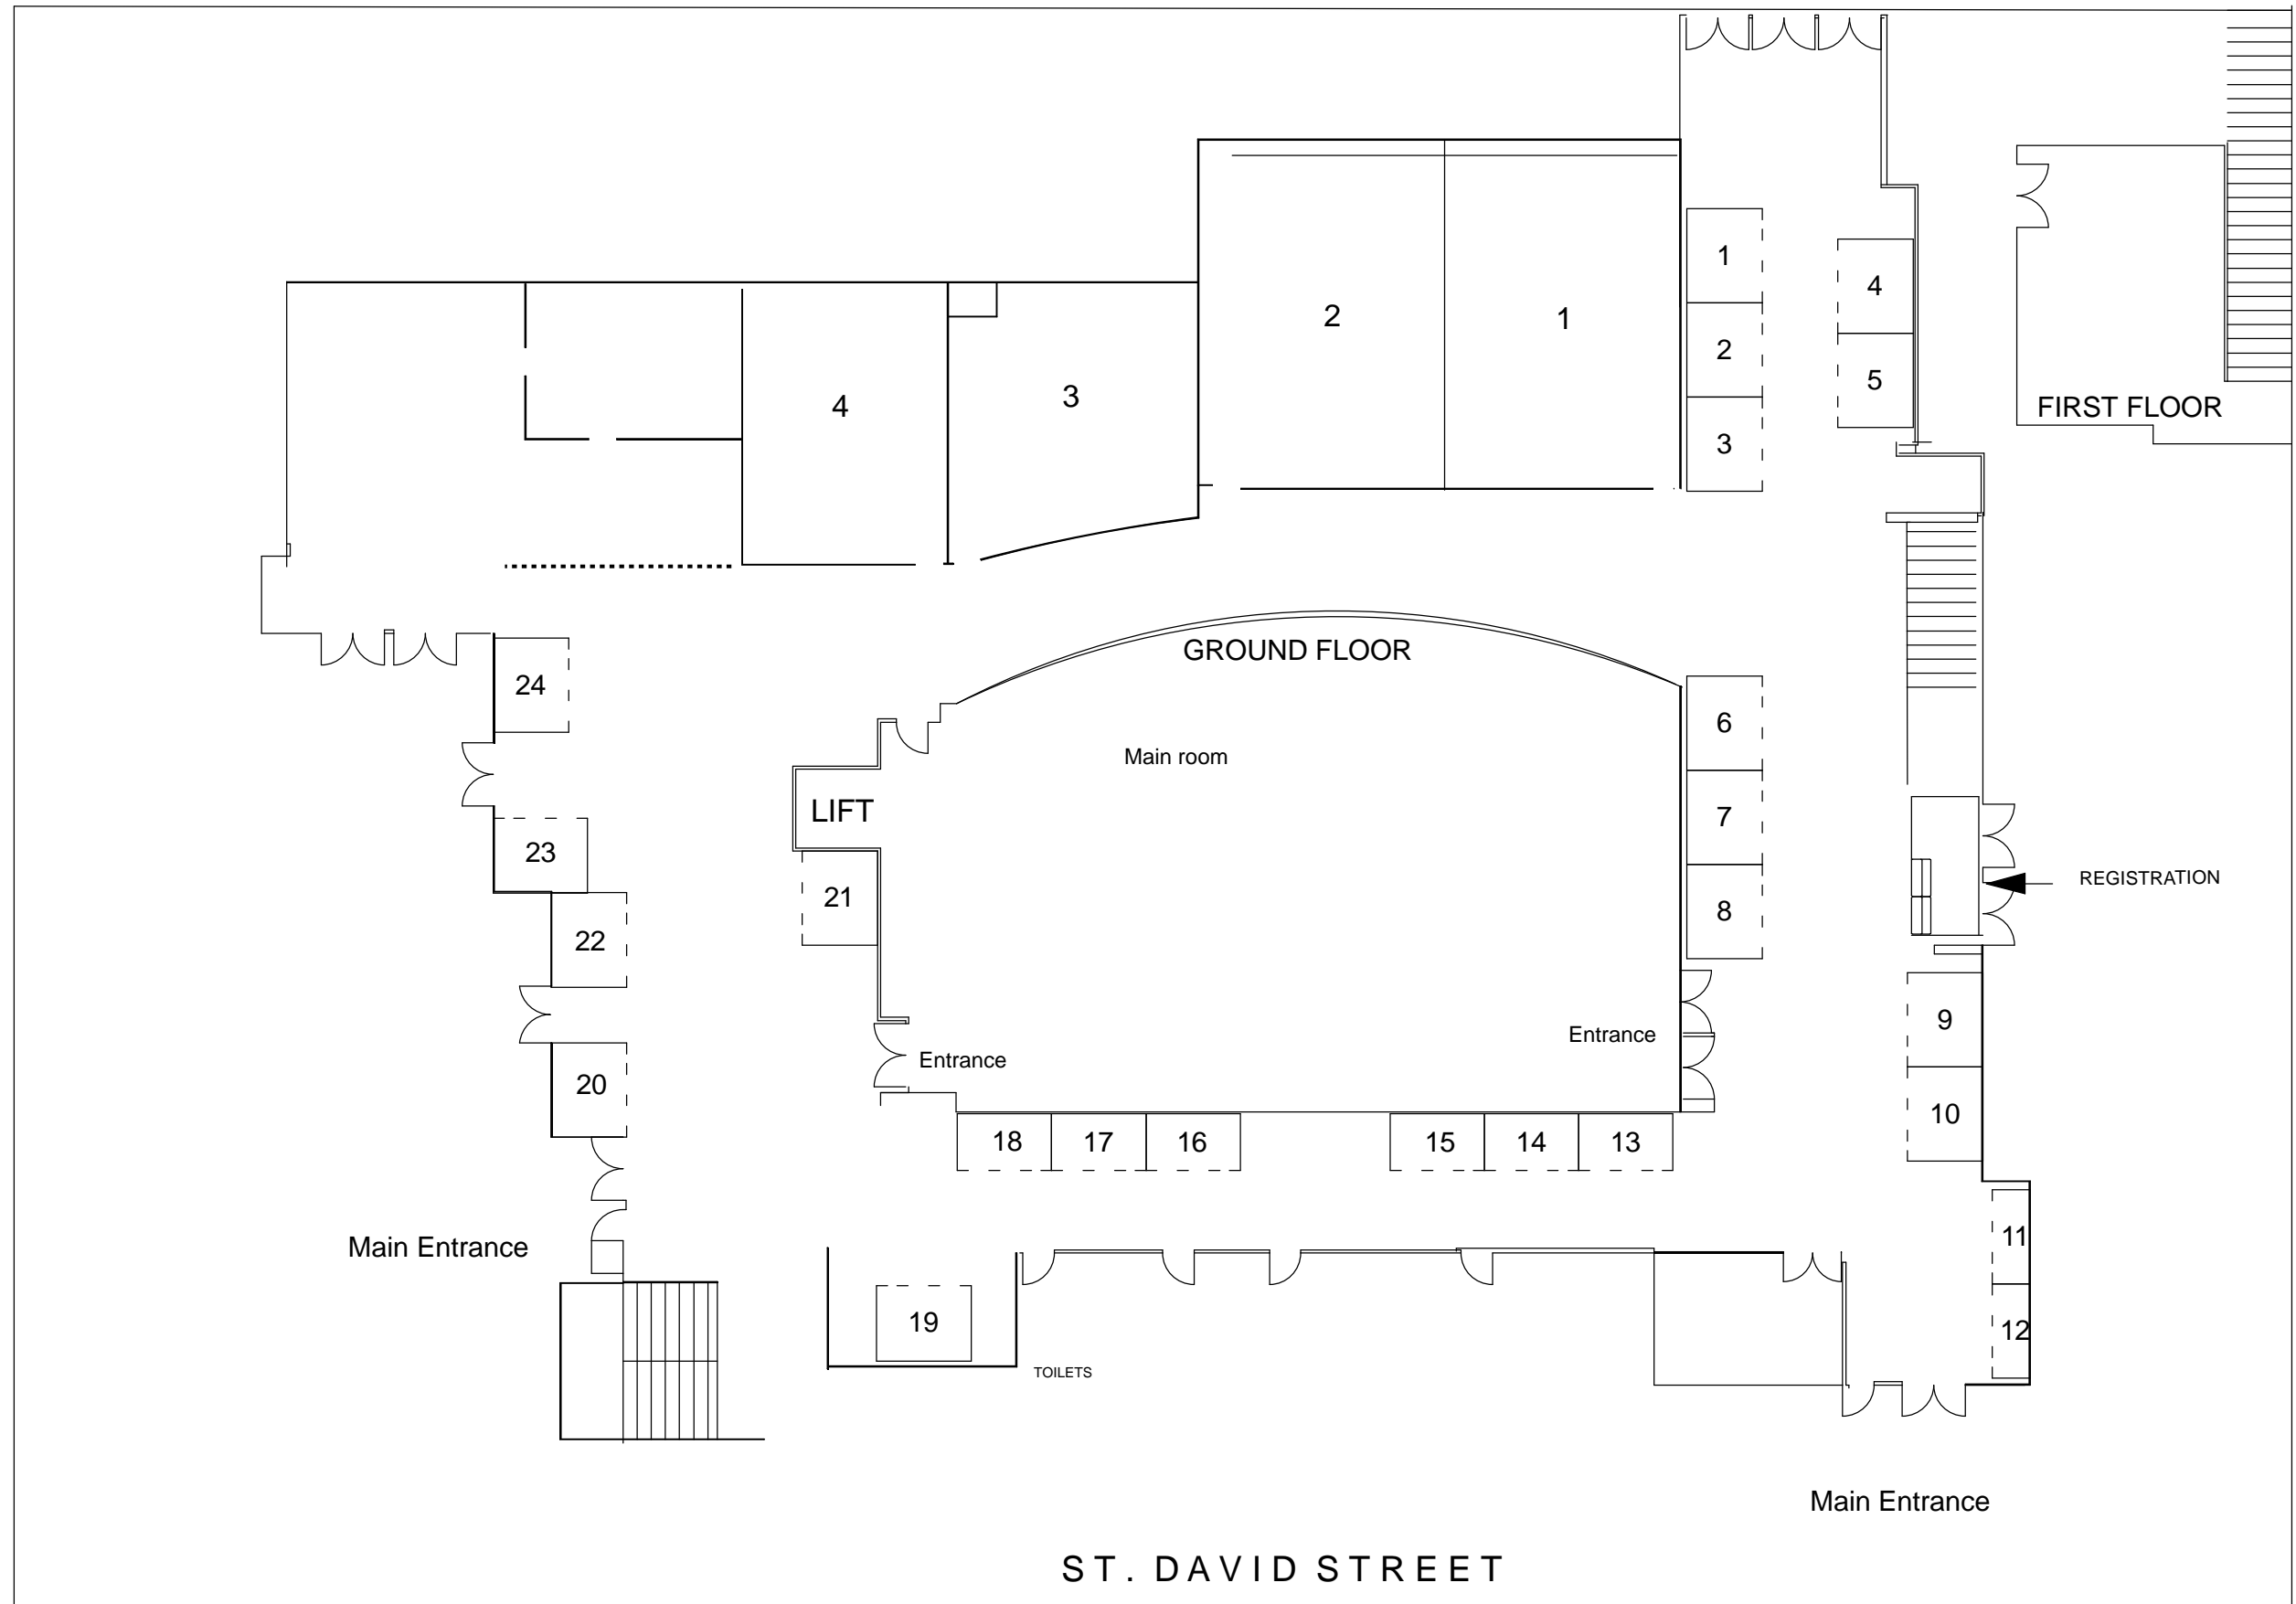 1
4
2
1
2
5
3
4
FIRST FLOOR
3
GROUND FLOOR
24
6
Main room
LIFT
7
23
REGISTRATION
21
8
22
9
Entrance
Entrance
20
10
18
17
16
15
14
13
11
Main Entrance
19
12
TOILETS
Main Entrance
ST. DAVID STREET